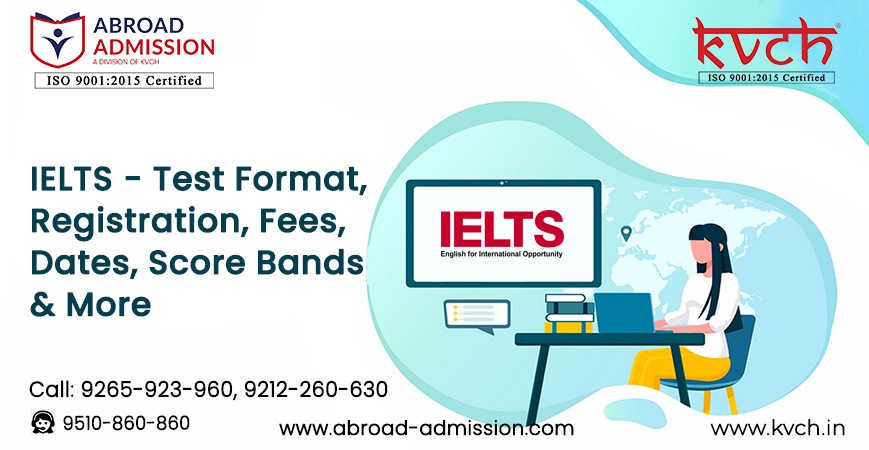 ABROAD
ADMISSION
A DIVISION OF KVCH
ISO 9001:2015 Certified
kvch
ISO 9001:2015 Certified
IELTS - Test Format,
Registration, Fees,
Dates, Score Bands
& More
IELTS
English for International Opportunity
Call: 9265-923-960, 9212-260-630
9510-860-860
www.abroad-admission.com
www.kvch.in